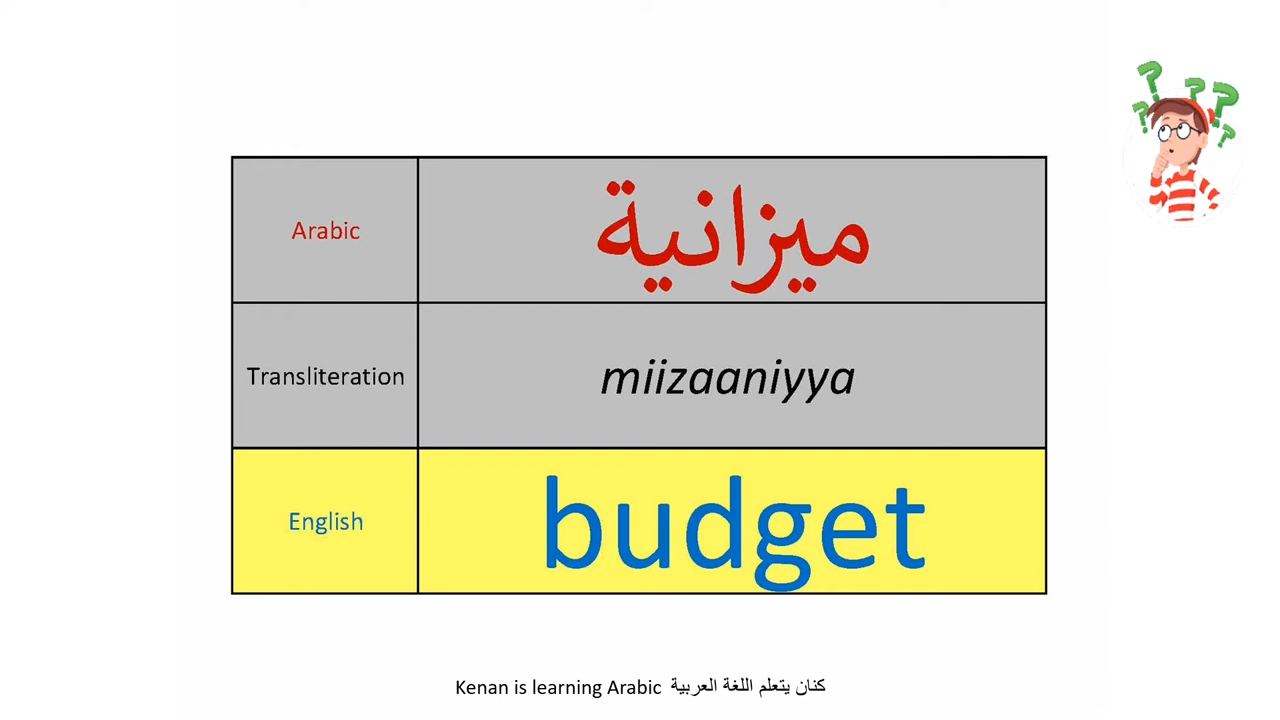 Arabic ميزانية
Transliteration miizaaniyya
English budget
Kenan is learning Arabic كنان يتعلم اللغة العربية